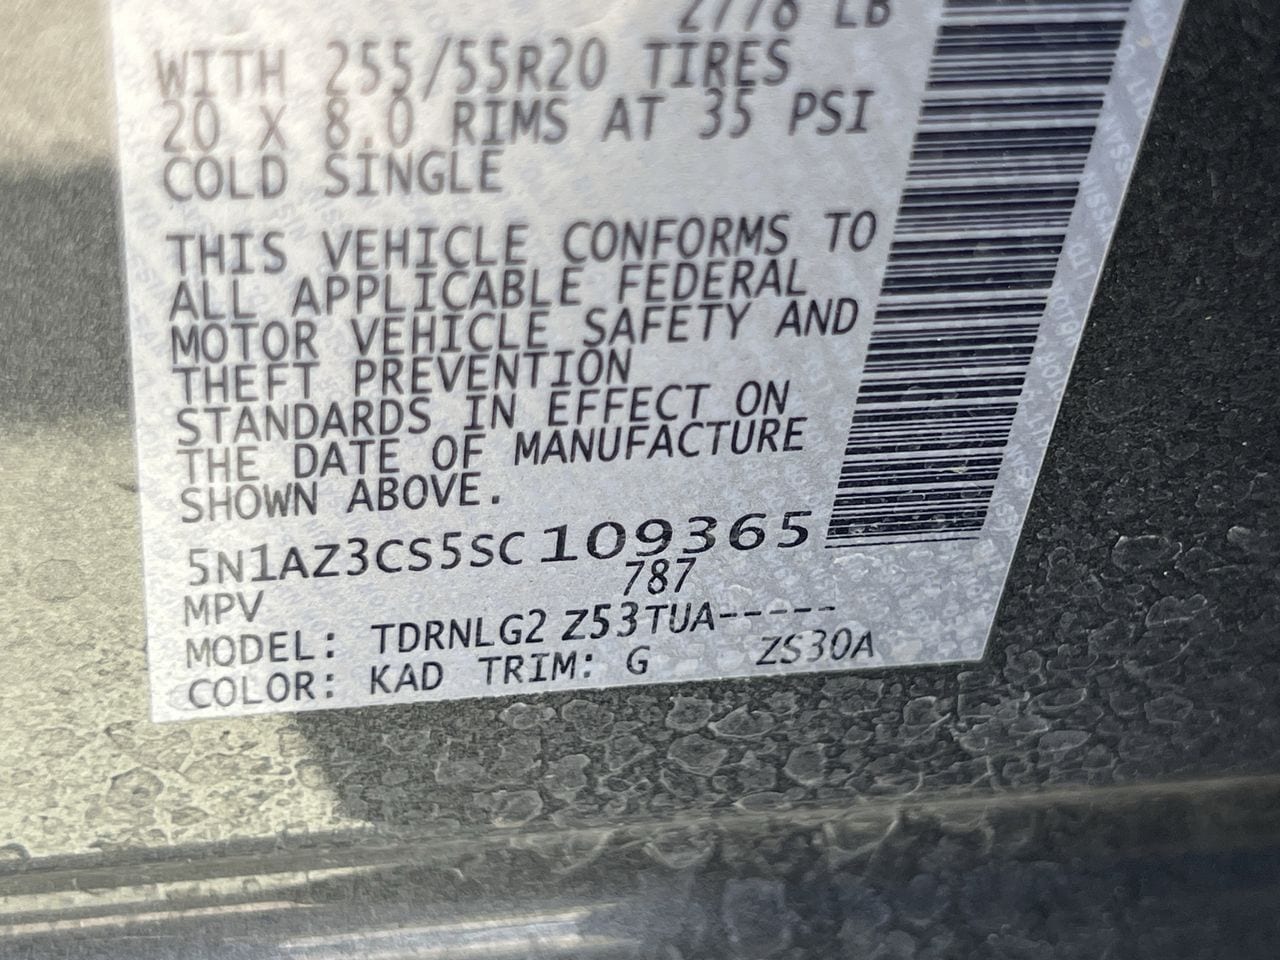 2778 LB
WITH 255/55R20 TIRES
20 X 8.0 RIMS AT 35 PSI
COLD SINGLE
THIS VEHICLE CONFORMS TO
ALL APPLICABLE FEDERAL
MOTOR VEHICLE SAFETY AND
THEFT PREVENTION
STANDARDS IN EFFECT ON
THE DATE OF MANUFACTURE
SHOWN ABOVE.
5N1AZ3CS5SC109365
MPV 787
MODEL: TDRNLG2 Z53TUA-----
COLOR: KAD TRIM: G ZS30A